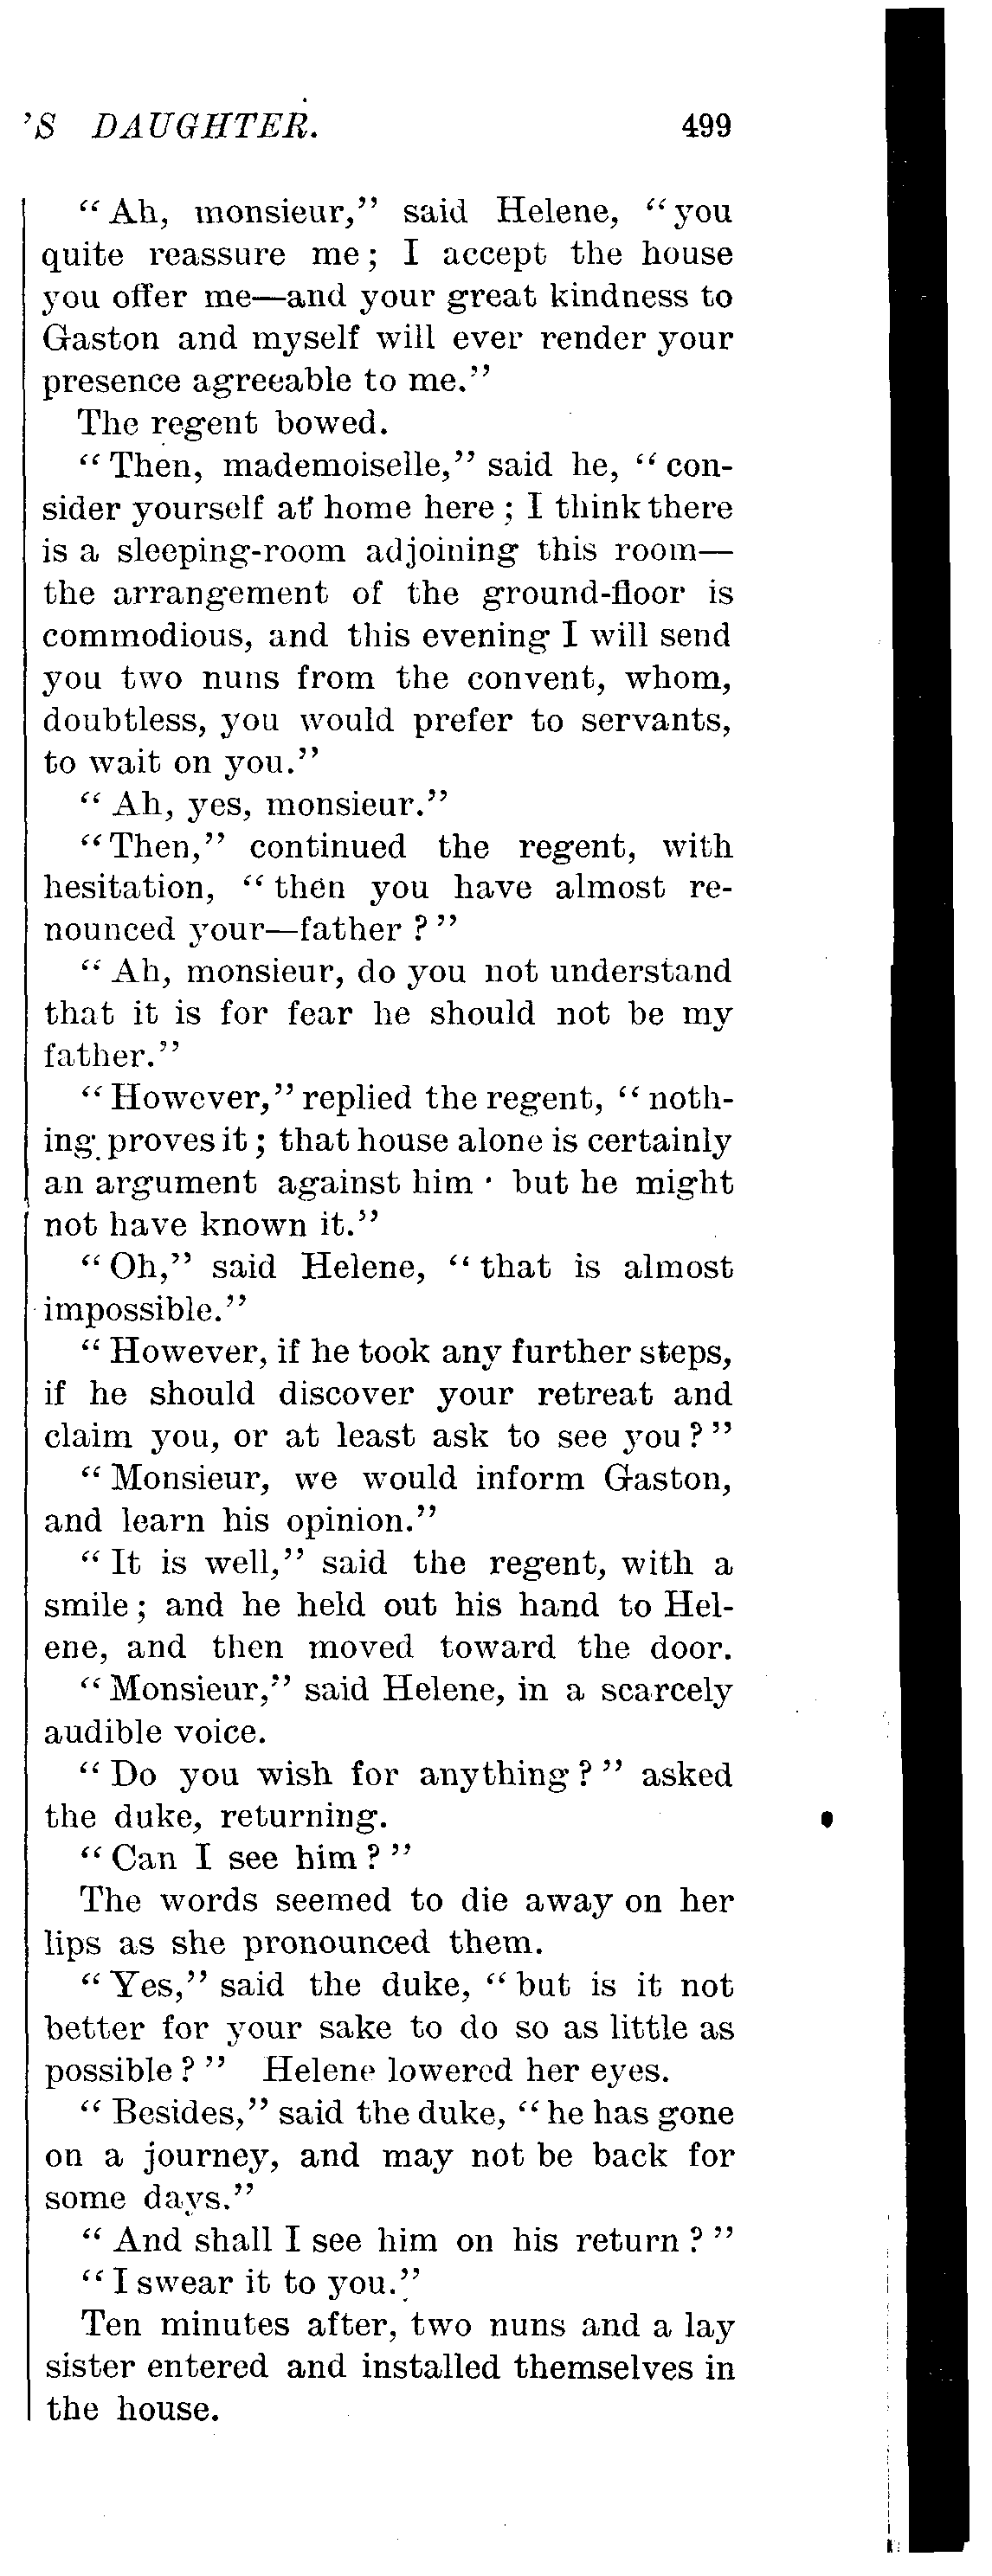 'S DAUGHTER. 499
"Ah, monsieur," said Helene, "you
quite reassure me; I accept the house
you offer me—and your great kindness to
Gaston and myself will ever render your
presence agreeable to me."
The regent bowed.
"Then, mademoiselle," said he, "con-
sider yourself at home here; I think there
is a sleeping-room adjoining this room—
the arrangement of the ground-floor is
commodious, and this evening I will send
you two nuns from the convent, whom,
doubtless, you would prefer to servants,
to wait on you."
"Ah, yes, monsieur."
"Then," continued the regent, with
hesitation, "then you have almost re-
nounced your—father?"
"Ah, monsieur, do you not understand
that it is for fear he should not be my
father."
"However," replied the regent, "noth-
ing proves it; that house alone is certainly
an argument against him · but he might
not have known it."
"Oh," said Helene, "that is almost
impossible."
"However, if he took any further steps,
if he should discover your retreat and
claim you, or at least ask to see you?"
"Monsieur, we would inform Gaston,
and learn his opinion."
"It is well," said the regent, with a
smile; and he held out his hand to Hel-
ene, and then moved toward the door.
"Monsieur," said Helene, in a scarcely
audible voice.
"Do you wish for anything?" asked
the duke, returning.
"Can I see him?"
The words seemed to die away on her
lips as she pronounced them.
"Yes," said the duke, "but is it not
better for your sake to do so as little as
possible?" Helene lowered her eyes.
"Besides," said the duke, "he has gone
on a journey, and may not be back for
some days."
"And shall I see him on his return?"
"I swear it to you."
Ten minutes after, two nuns and a lay
sister entered and installed themselves in
the house.